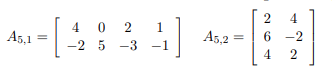 A5,1 = [ 4 0 2 1 ] A5,2 = [ 2 4 ]
[ -2 5 -3 -1 ] [ 6 -2 ]
[ 4 2 ]